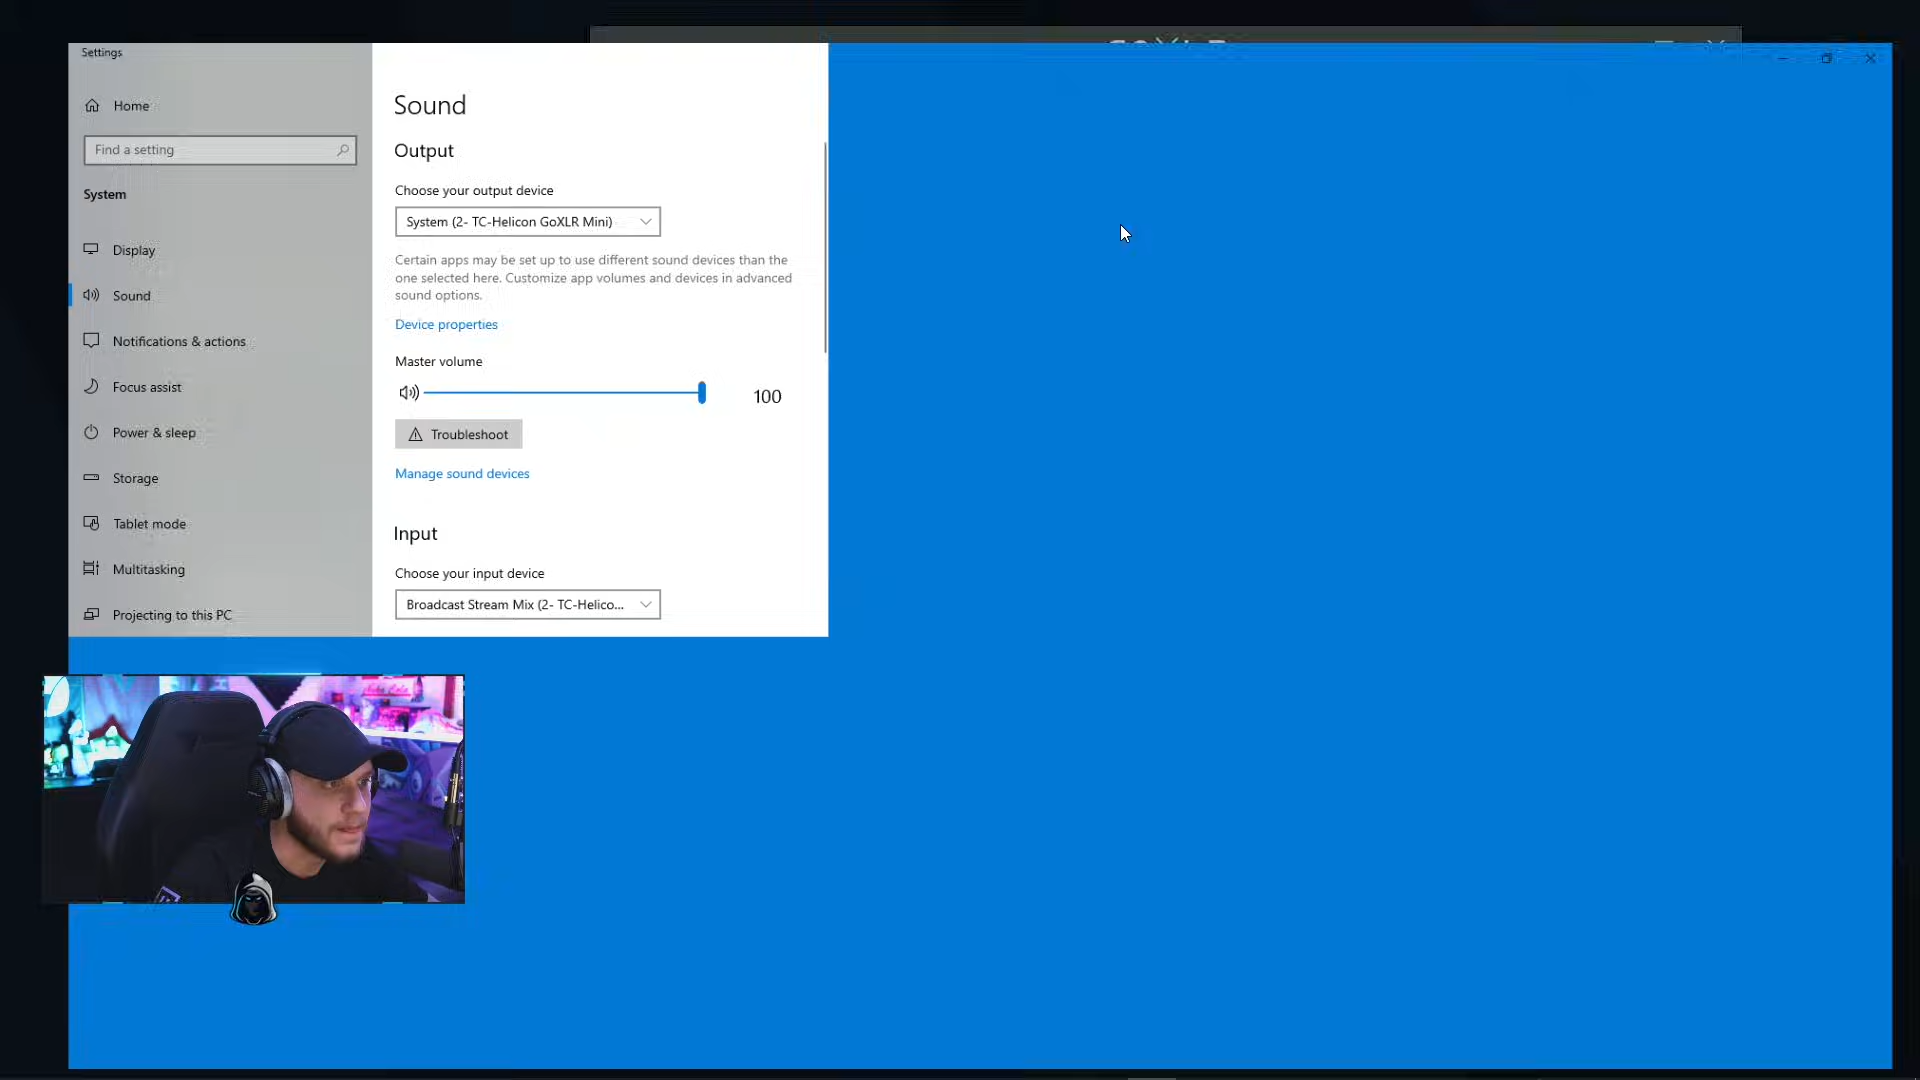 Settings
Home
Find a setting
System
Display
Sound
Notifications & actions
Focus assist
Power & sleep
Storage
Tablet mode
Multitasking
Projecting to this PC
Sound
Output
Choose your output device
System (2- TC-Helicon GoXLR Mini)
Certain apps may be set up to use different sound devices than the
one selected here. Customize app volumes and devices in advanced
sound options.
Device properties
Master volume
100
Troubleshoot
Manage sound devices
Input
Choose your input device
Broadcast Stream Mix (2- TC-Helico...